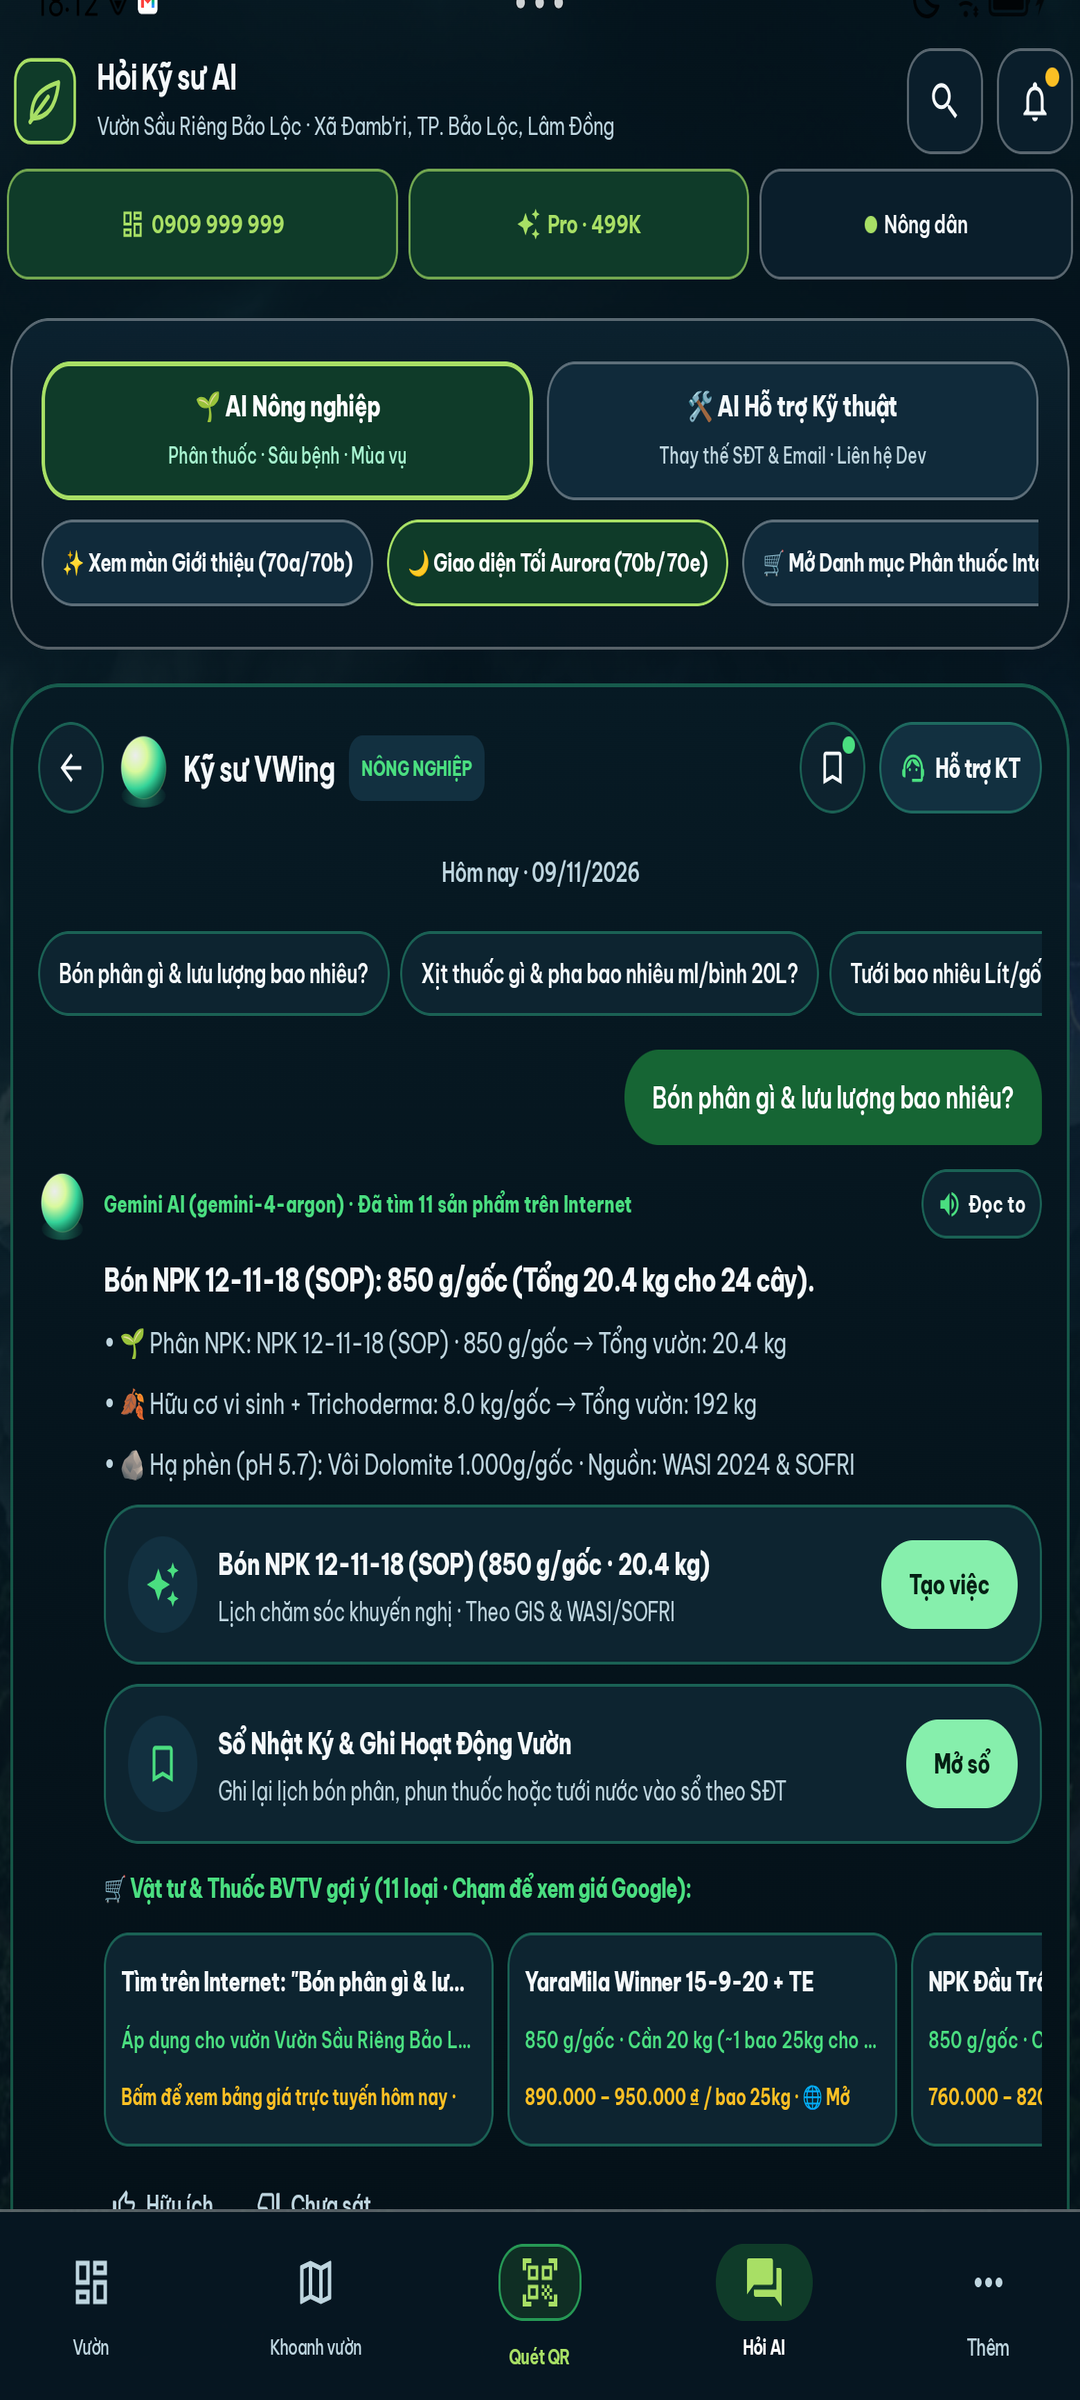 18:12
Hỏi Kỹ sư AI
Vườn Sầu Riêng Bảo Lộc · Xã Đamb'ri, TP. Bảo Lộc, Lâm Đồng
0909 999 999
Pro · 499K
Nông dân
🌱 AI Nông nghiệp
Phân thuốc · Sâu bệnh · Mùa vụ
🛠️ AI Hỗ trợ Kỹ thuật
Thay thế SĐT & Email · Liên hệ Dev
✨ Xem màn Giới thiệu (70a/70b)
🌙 Giao diện Tối Aurora (70b/70e)
🛒 Mở Danh mục Phân thuốc Inte
Kỹ sư VWing
NÔNG NGHIỆP
Hỗ trợ KT
Hôm nay · 09/11/2026
Bón phân gì & lưu lượng bao nhiêu?
Xịt thuốc gì & pha bao nhiêu ml/bình 20L?
Tưới bao nhiêu Lít/gố
Bón phân gì & lưu lượng bao nhiêu?
Gemini AI (gemini-4-argon) · Đã tìm 11 sản phẩm trên Internet
Đọc to
Bón NPK 12-11-18 (SOP): 850 g/gốc (Tổng 20.4 kg cho 24 cây).
• 🌱 Phân NPK: NPK 12-11-18 (SOP) · 850 g/gốc → Tổng vườn: 20.4 kg
• 🍂 Hữu cơ vi sinh + Trichoderma: 8.0 kg/gốc → Tổng vườn: 192 kg
• 🪨 Hạ phèn (pH 5.7): Vôi Dolomite 1.000g/gốc · Nguồn: WASI 2024 & SOFRI
Bón NPK 12-11-18 (SOP) (850 g/gốc · 20.4 kg)
Lịch chăm sóc khuyến nghị · Theo GIS & WASI/SOFRI
Tạo việc
Sổ Nhật Ký & Ghi Hoạt Động Vườn
Ghi lại lịch bón phân, phun thuốc hoặc tưới nước vào sổ theo SĐT
Mở sổ
🛒 Vật tư & Thuốc BVTV gợi ý (11 loại · Chạm để xem giá Google):
Tìm trên Internet: "Bón phân gì & lư...
Áp dụng cho vườn Vườn Sầu Riêng Bảo L...
Bấm để xem bảng giá trực tuyến hôm nay ·
YaraMila Winner 15-9-20 + TE
850 g/gốc · Cần 20 kg (~1 bao 25kg cho ...
890.000 – 950.000 ₫ / bao 25kg · 🌐 Mở
NPK Đầu Trâ
850 g/gốc · C
760.000 – 820
Hữu ích
Chưa sát
Vườn
Khoanh vườn
Quét QR
Hỏi AI
Thêm